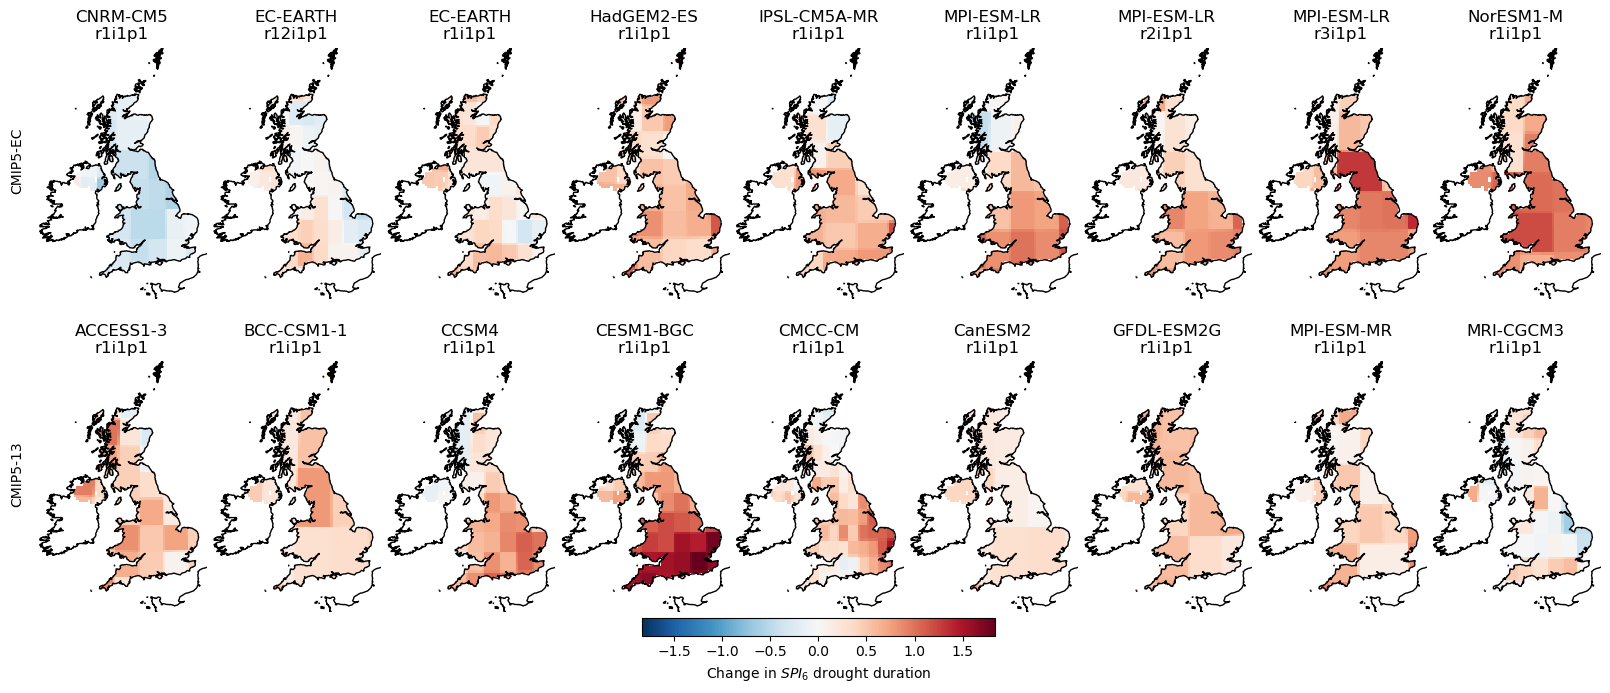 CNRM-CM5 EC-EARTH EC-EARTH HadGEM2-ES IPSL-CM5A-MR MPI-ESM-LR MPI-ESM-LR MPI-ESM-LR NorESM1-M
r1i1p1 r12i1p1 r1i1p1 r1i1p1 r1i1p1 r1i1p1 r2i1p1 r3i1p1 r1i1p1
CMIP5-EC
ACCESS1-3 BCC-CSM1-1 CCSM4 CESM1-BGC CMCC-CM CanESM2 GFDL-ESM2G MPI-ESM-MR MRI-CGCM3
r1i1p1 r1i1p1 r1i1p1 r1i1p1 r1i1p1 r1i1p1 r1i1p1 r1i1p1 r1i1p1
CMIP5-13
−1.5 −1.0 −0.5 0.0 0.5 1.0 1.5
Change in SPI₆ drought duration